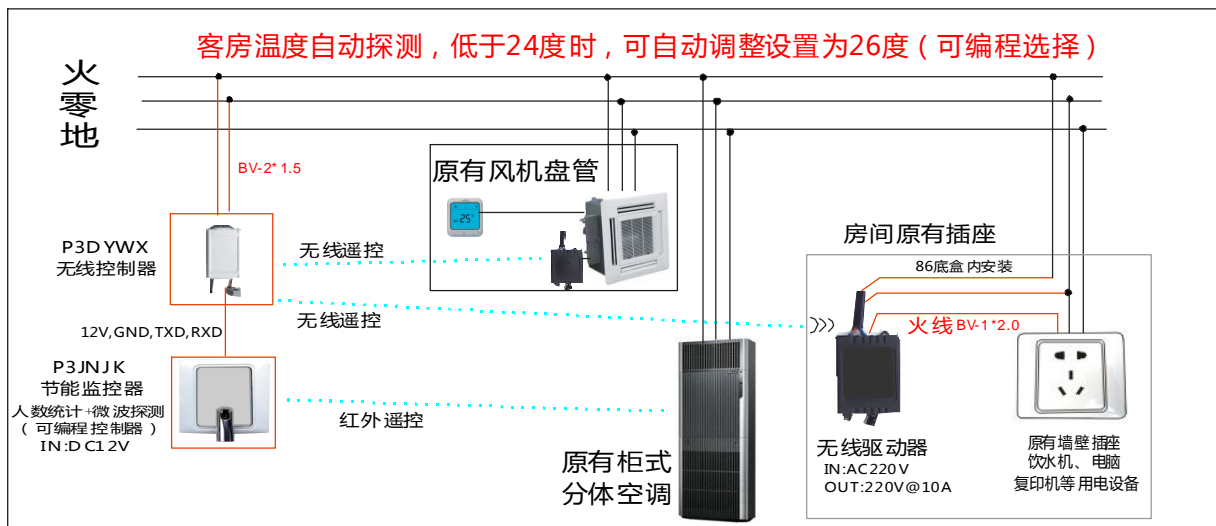 客房温度自动探测，低于24度时，可自动调整设置为26度（可编程选择）
火
零
地
BV-2*1.5
原有风机盘管
25°
P3DYWX
无线控制器
无线遥控
房间原有插座
86底盒内安装
无线遥控
火线 BV-1*2.0
12V,GND,TXD,RXD
P3JNJK
节能监控器
人数统计+微波探测
（可编程控制器）
IN:DC12V
红外遥控
原有柜式
分体空调
无线驱动器
IN:AC220V
OUT:220V@10A
原有墙壁插座
饮水机、电脑
复印机等用电设备